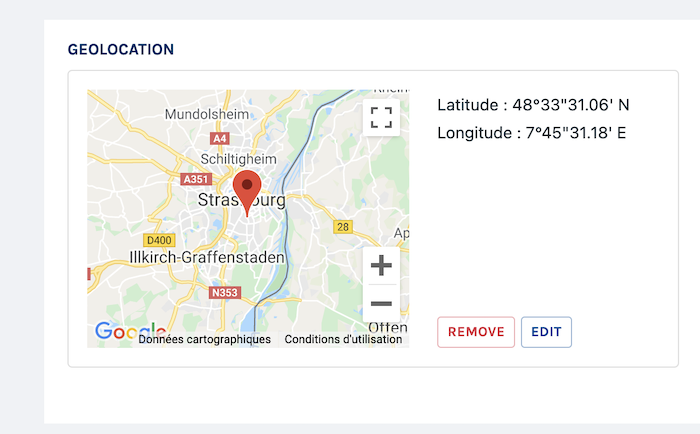 GEOLOCATION
Latitude : 48°33"31.06' N
Longitude : 7°45"31.18' E
Mundolsheim
A4
Schiltigheim
A351
Strasbourg
28
D400
Illkirch-Graffenstaden
N353
Google
Données cartographiques
Conditions d'utilisation
REMOVE
EDIT